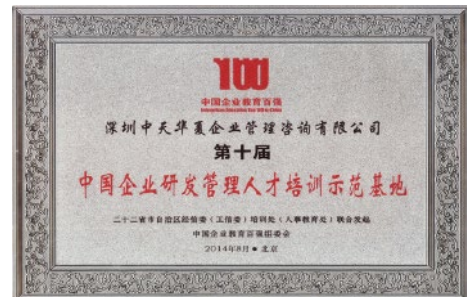 100
中国企业教育百强
深圳中天华夏企业管理咨询有限公司
第十届
中国企业研发管理人才培训示范基地
二十二省市自治区经信委（工信委）培训处（人事教育处）联合发起
中国企业教育百强组委会
2014年8月●北京